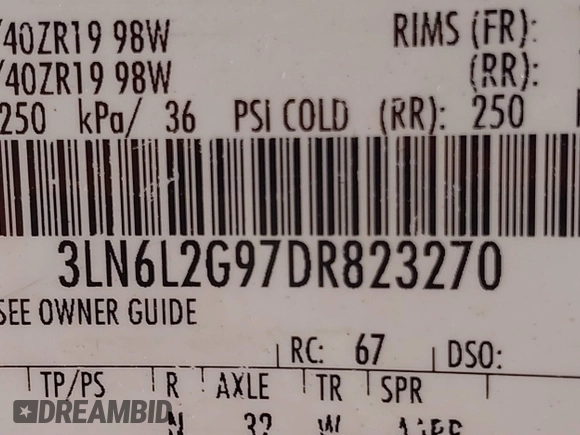 /40ZR19 98W RIMS (FR):
/40ZR19 98W (RR):
250 kPa/ 36 PSI COLD (RR): 250
3LN6L2G97DR823270
SEE OWNER GUIDE
RC: 67 DSO:
TP/PS R AXLE TR SPR
N 32 W
DREAMBID